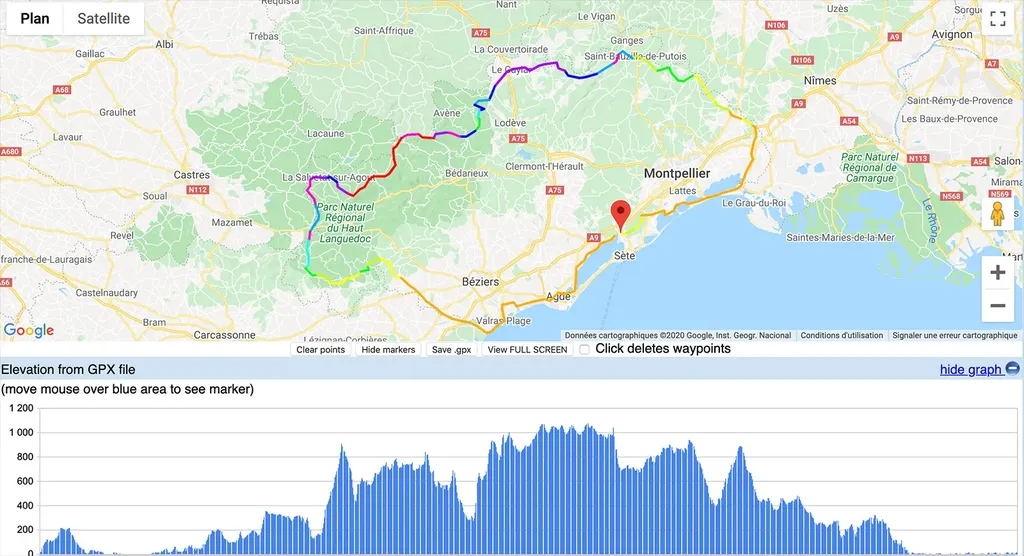 Plan
Satellite
Requista
Nant
Uzès
Sorgues
Le Vigan
Trébas
Saint-Affrique
A75
Ganges
A9
Avignon
Albi
Gaillac
La Couvertoirade
Saint-Bauzille-de-Putois
N106
A7
Le Caylar
Nîmes
A68
N106
Graulhet
Avène
A9
Saint-Rémy-de-Provence
Lodève
A54
Les Baux-de-Provence
Lavaur
Lacaune
A75
A680
Clermont-l'Hérault
Parc Naturel
Régional de
Camargue
N113
Salon-
Castres
La Salvetat-sur-Agout
Bédarieux
Montpellier
N112
A75
Lattes
N568
Miramas
N569
Soual
Parc Naturel
Régional
du Haut
Languedoc
Le Grau-du-Roi
Le Rhône
Mazamet
Revel
A9
Saintes-Maries-de-la-Mer
franche-de-Lauragais
Sète
A66
Béziers
Castelnaudary
Agde
Bram
Valras Plage
Google
Carcassonne
Lézignan-Corbières
Données cartographiques ©2020 Google, Inst. Geogr. Nacional
Conditions d'utilisation
Signaler une erreur cartographique
Clear points
Hide markers
Save .gpx
View FULL SCREEN
Click deletes waypoints
Elevation from GPX file
hide graph
(move mouse over blue area to see marker)
1 200
1 000
800
600
400
200
0